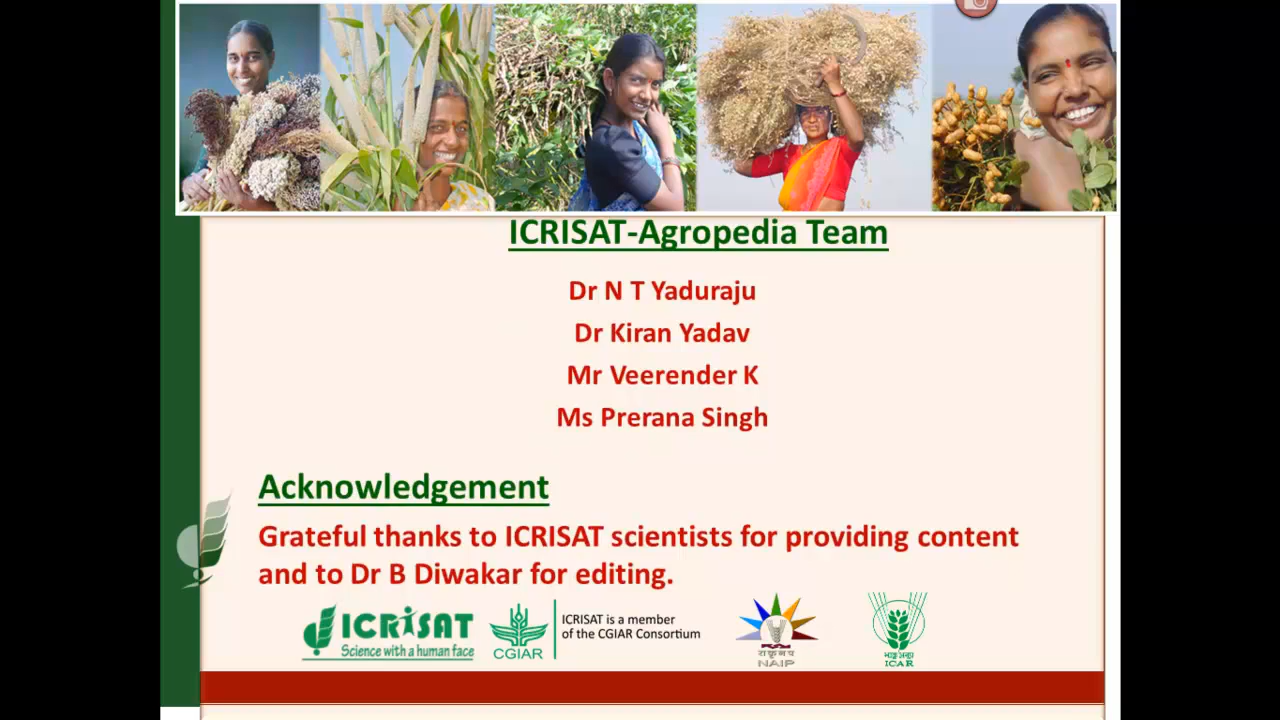 ICRISAT-Agropedia Team
Dr N T Yaduraju
Dr Kiran Yadav
Mr Veerender K
Ms Prerana Singh
Acknowledgement
Grateful thanks to ICRISAT scientists for providing content
and to Dr B Diwakar for editing.
ICRISAT
Science with a human face
CGIAR
ICRISAT is a member
of the CGIAR Consortium
NAIP
ICAR